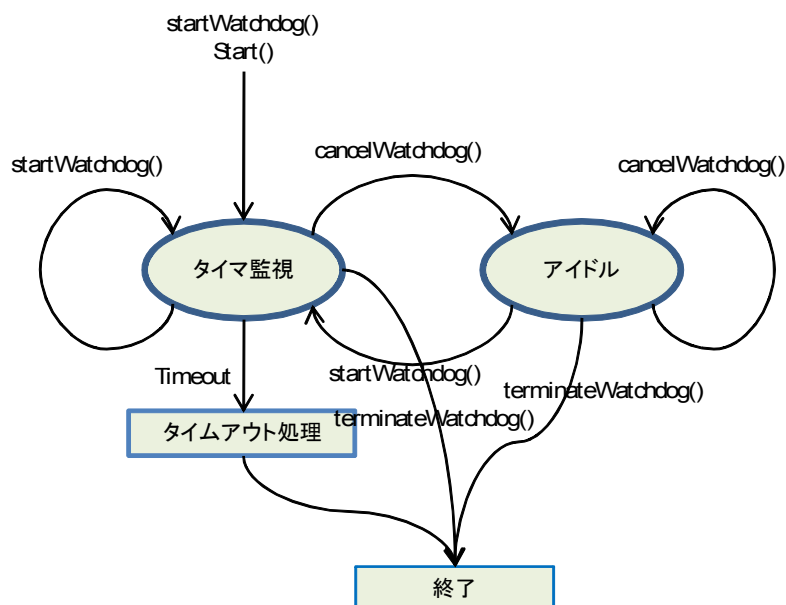 startWatchdog()
Start()
startWatchdog()
cancelWatchdog()
cancelWatchdog()
タイマ監視
アイドル
Timeout
startWatchdog()
terminateWatchdog()
タイムアウト処理
terminateWatchdog()
終了